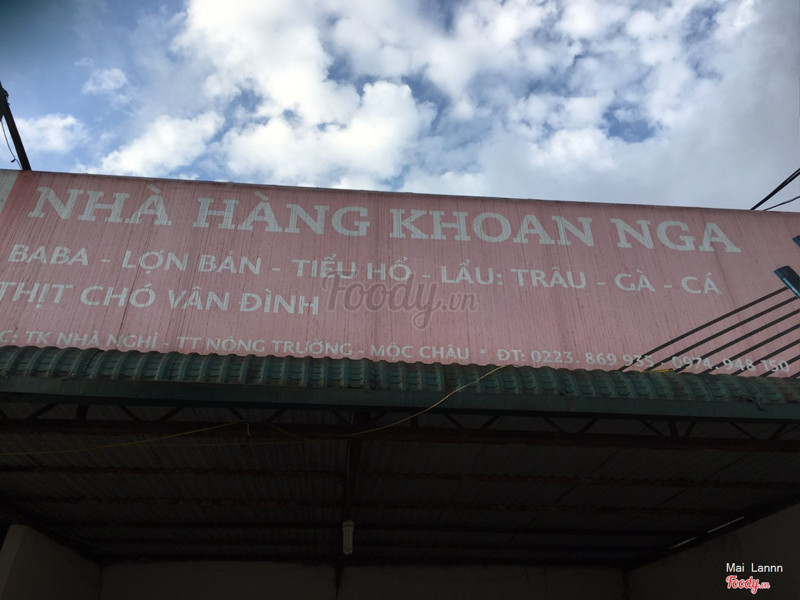 NHÀ HÀNG KHOAN NGA
BABA - LỢN BẢN - TIỂU HỔ - LẨU: TRÂU - GÀ - CÁ
THỊT CHÓ VÂN ĐÌNH
TK NHÀ NGHỈ - TT NÔNG TRƯỜNG - MỘC CHÂU * ĐT: 0223. 869 935 - 0974. 948 150
Foody.vn
Mai Lannn
Foody.vn